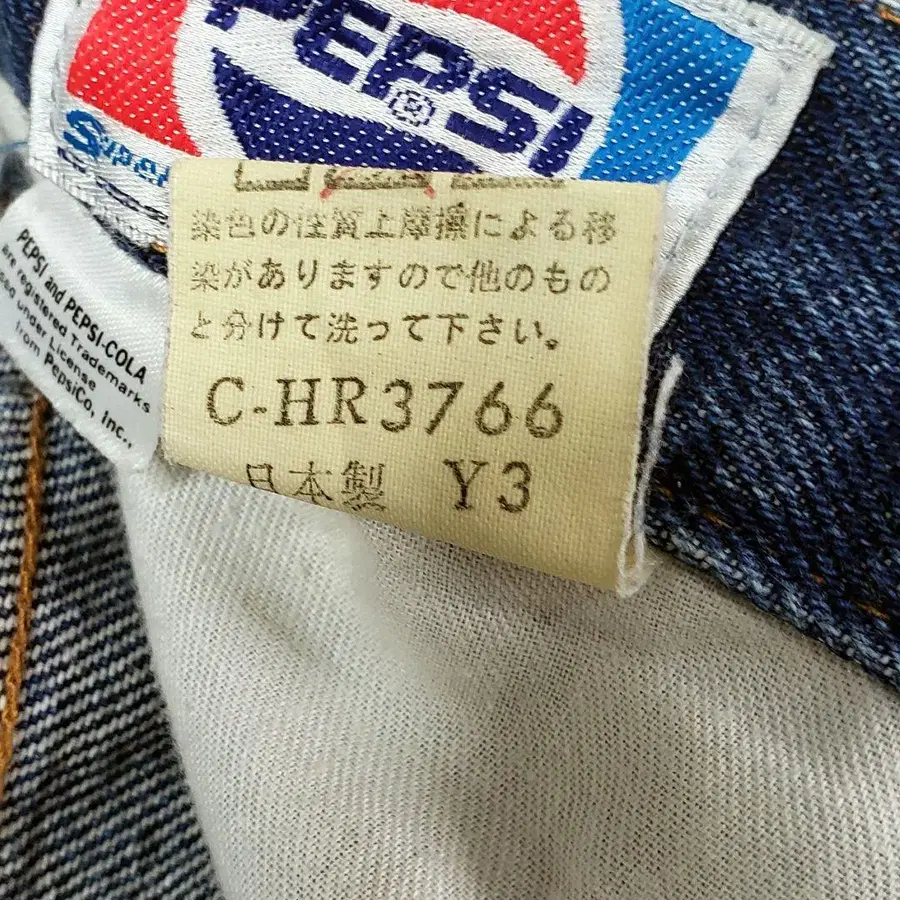 PEPSI
®
Super
染色の性質上摩擦による移
染がありますので他のもの
と分けて洗って下さい。
C-HR3766
日本製 Y3
PEPSI and PEPSI-COLA
are registered Trademarks
used under License
from PepsiCo, Inc.,